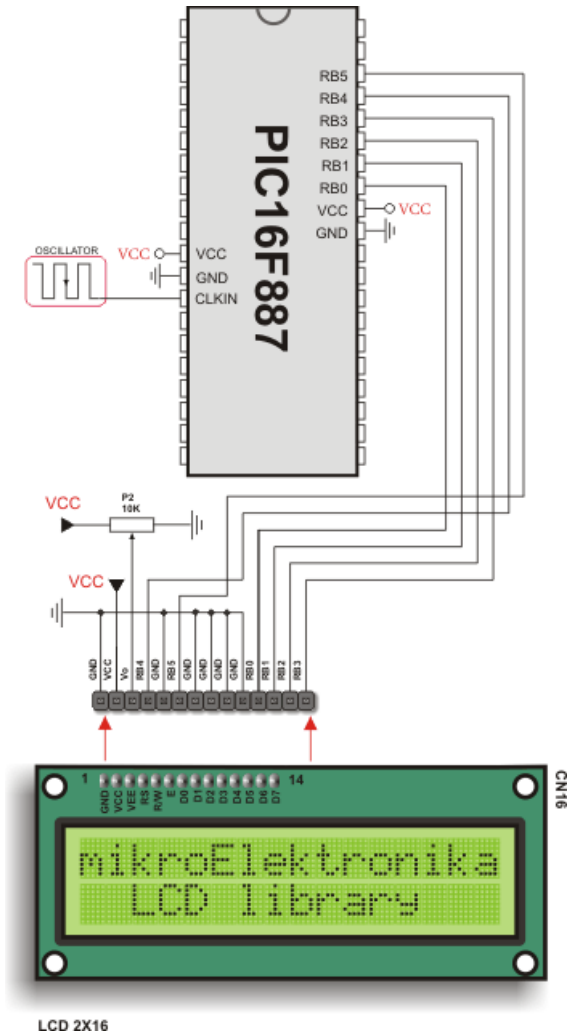 RB5
RB4
RB3
RB2
RB1
RB0
VCC VCC
GND
PIC16F887
OSCILLATOR
VCC VCC
GND
CLKIN
P2
10K
VCC
VCC
GND
VCC
Vo
RB4
GND
RB5
GND
GND
GND
GND
RB0
RB1
RB2
RB3
1 14
GND
VCC
VEE
RS
R/W
E
D0
D1
D2
D3
D4
D5
D6
D7
CN16
mikroElektronika
LCD library
LCD 2X16